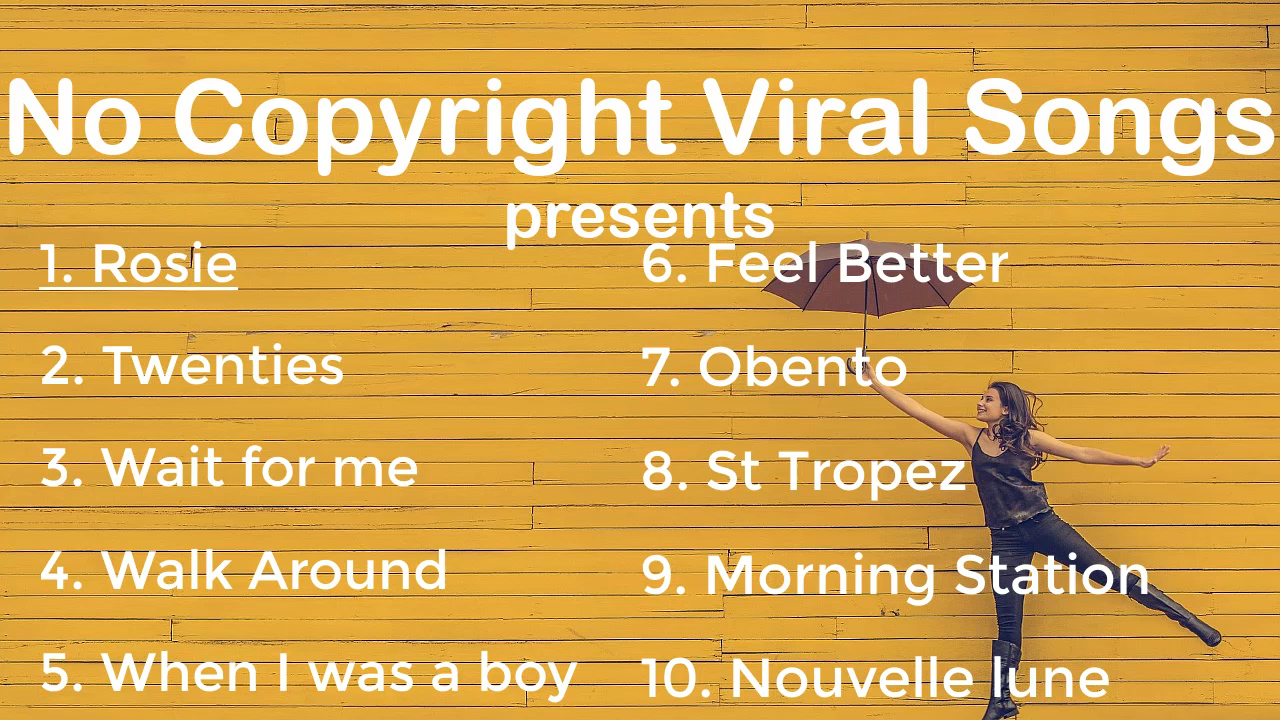 No Copyright Viral Songs
presents
1. Rosie
2. Twenties
3. Wait for me
4. Walk Around
5. When I was a boy
6. Feel Better
7. Obento
8. St Tropez
9. Morning Station
10. Nouvelle lune